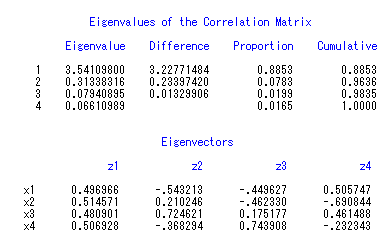 Eigenvalues of the Correlation Matrix
Eigenvalue Difference Proportion Cumulative
1 3.54109800 3.22771484 0.8853 0.8853
2 0.31338316 0.23397420 0.0783 0.9636
3 0.07940895 0.01329906 0.0199 0.9835
4 0.06610989 0.0165 1.0000
Eigenvectors
z1 z2 z3 z4
x1 0.496966 -.543213 -.449627 0.505747
x2 0.514571 0.210246 -.462330 -.690844
x3 0.480901 0.724621 0.175177 0.461488
x4 0.506928 -.368294 0.743908 -.232343